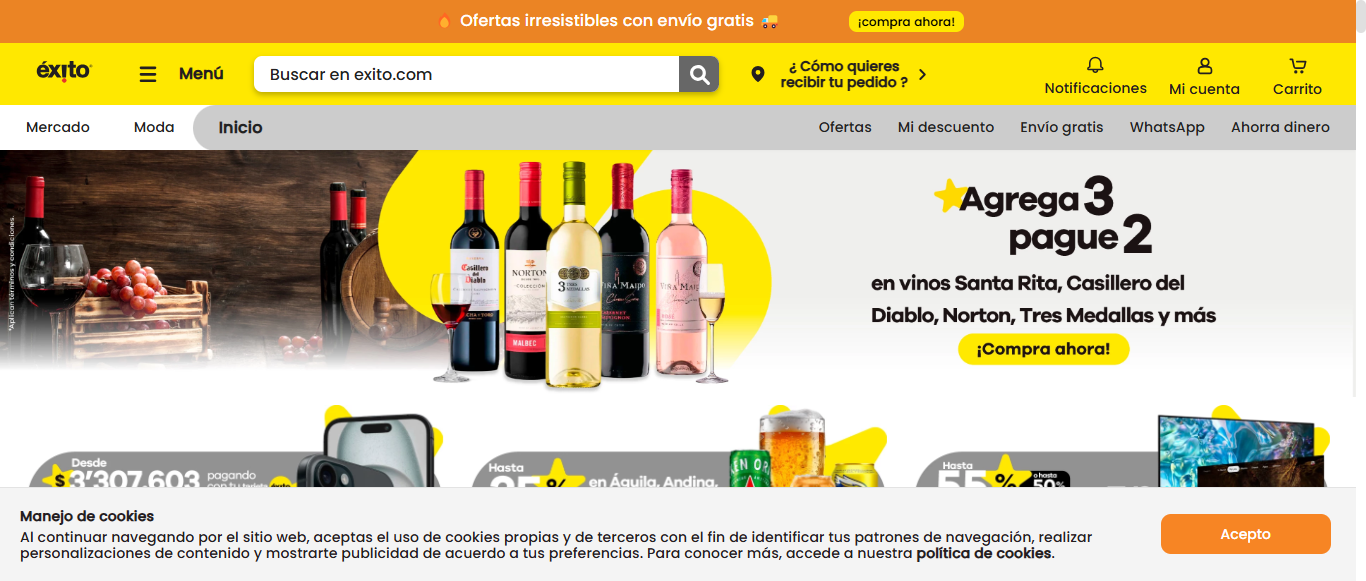 Ofertas irresistibles con envío gratis
¡compra ahora!
éxito
Menú
Buscar en exito.com
¿ Cómo quieres
recibir tu pedido ?
Notificaciones
Mi cuenta
Carrito
Mercado
Moda
Inicio
Ofertas
Mi descuento
Envío gratis
WhatsApp
Ahorra dinero
*Aplican términos y condiciones.
Casillero
del
Diablo
NORTON
COLECCIÓN
MALBEC
3 TRES
MEDALLAS
VIÑA MAIPO
VIÑA MAIPO
Agrega 3
pague 2
en vinos Santa Rita, Casillero del
Diablo, Norton, Tres Medallas y más
¡Compra ahora!
Desde
$3'307.603
pagando
con tu tarjeta éxito
Hasta
%
en Águila, Andina,
Hasta
55%
o hasta
50%
Manejo de cookies
Al continuar navegando por el sitio web, aceptas el uso de cookies propias y de terceros con el fin de identificar tus patrones de navegación, realizar
personalizaciones de contenido y mostrarte publicidad de acuerdo a tus preferencias. Para conocer más, accede a nuestra política de cookies.
Acepto